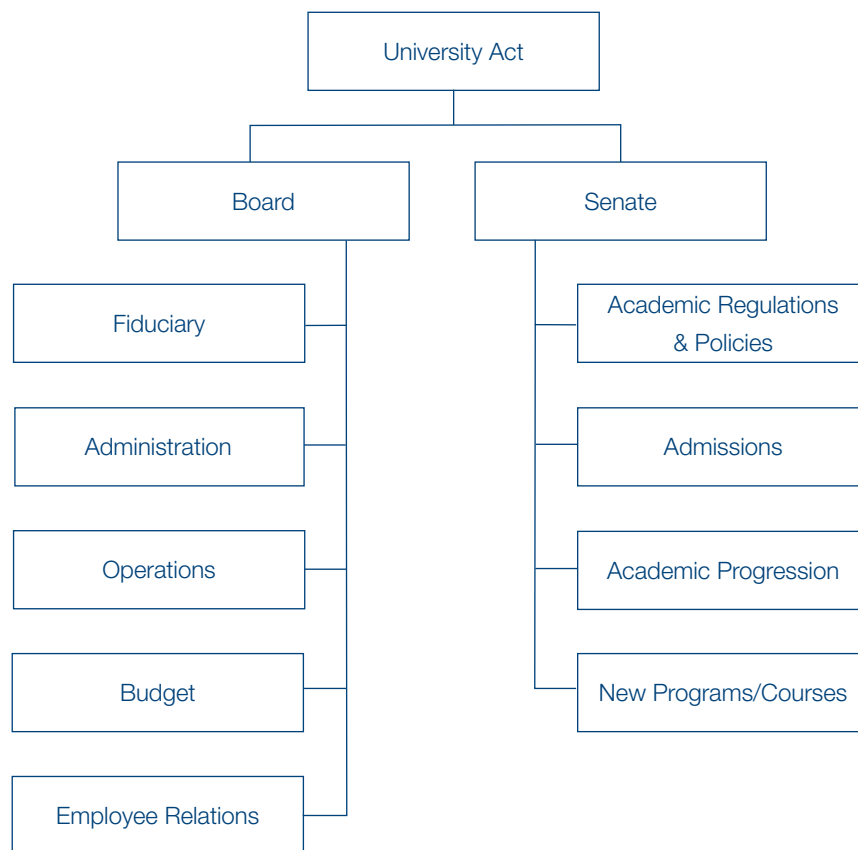 University Act
Board
Senate
Fiduciary
Academic Regulations
& Policies
Administration
Admissions
Operations
Academic Progression
Budget
New Programs/Courses
Employee Relations